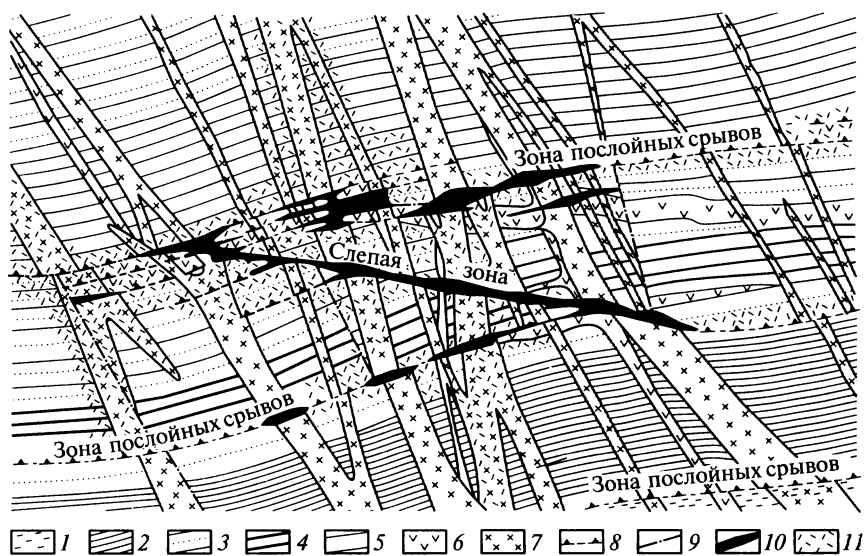 Зона послойных срывов
Слепая зона
Зона послойных срывов
Зона послойных срывов
1 2 3 4 5 6 7 8 9 10 11